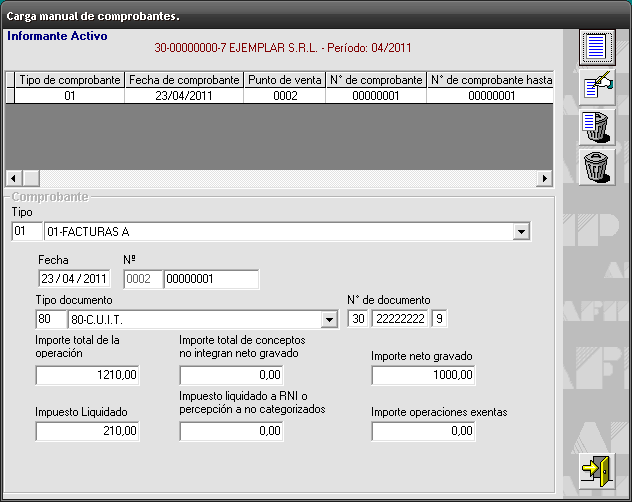 Carga manual de comprobantes.
Informante Activo
30-00000000-7 EJEMPLAR S.R.L. - Período: 04/2011
Tipo de comprobante Fecha de comprobante Punto de venta N° de comprobante N° de comprobante hasta
01 23/04/2011 0002 00000001 00000001
Comprobante
Tipo
01 01-FACTURAS A
Fecha Nº
23/04/2011 0002 00000001
Tipo documento N° de documento
80 80-C.U.I.T. 30 22222222 9
Importe total de la operación
Importe total de conceptos no integran neto gravado
Importe neto gravado
1210,00 0,00 1000,00
Impuesto Liquidado
Impuesto liquidado a RNI o percepción a no categorizados
Importe operaciones exentas
210,00 0,00 0,00
AFIP